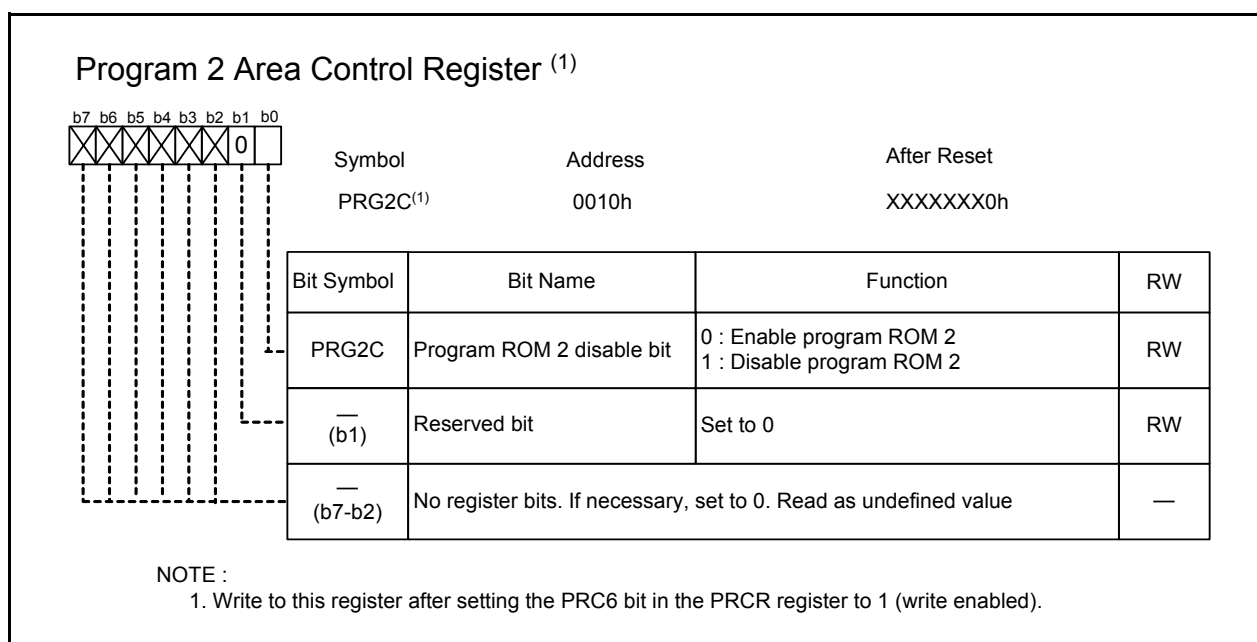 Program 2 Area Control Register (1)
b7 b6 b5 b4 b3 b2 b1 b0
0
Symbol Address After Reset
PRG2C(1) 0010h XXXXXXX0h
Bit Symbol Bit Name Function RW
PRG2C Program ROM 2 disable bit 0 : Enable program ROM 2
1 : Disable program ROM 2 RW
—
(b1) Reserved bit Set to 0 RW
—
(b7-b2) No register bits. If necessary, set to 0. Read as undefined value —
NOTE :
1. Write to this register after setting the PRC6 bit in the PRCR register to 1 (write enabled).